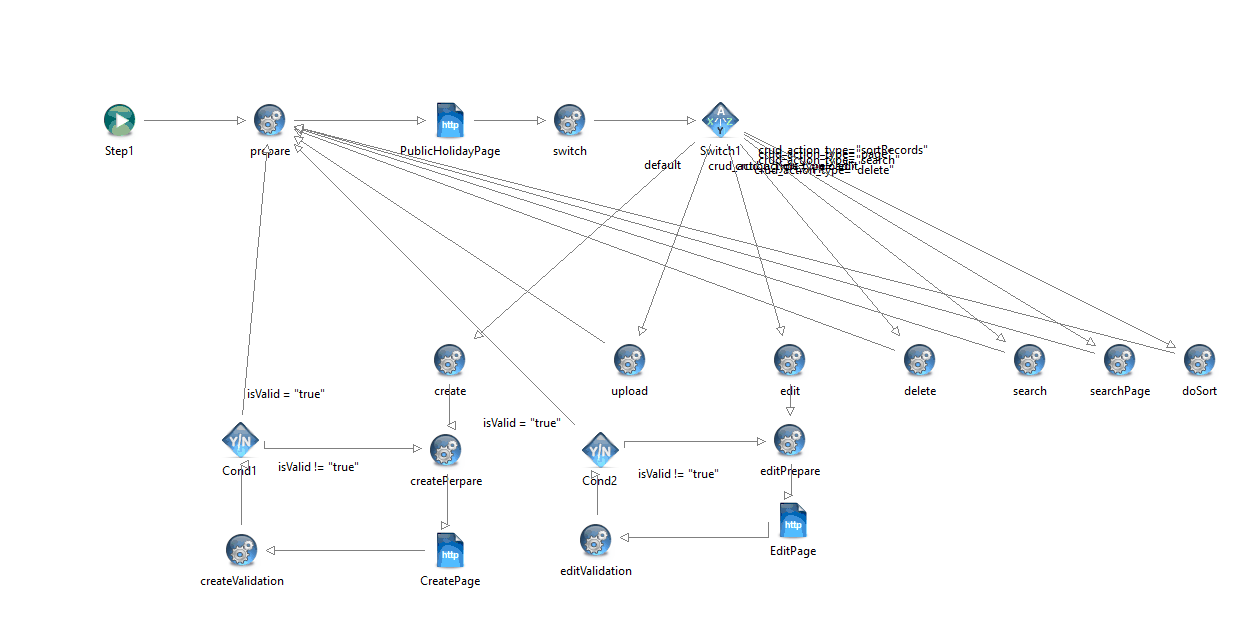 Step1
prepare
PublicHolidayPage
switch
Switch1
A
X Z
Y
http
crud_action_type="sortRecords"
crud_action_type="page"
crud_action_type="search"
default
crud_action_type="delete"
create
upload
edit
delete
search
searchPage
doSort
isValid = "true"
isValid = "true"
Y/N
Cond1
isValid != "true"
createPerpare
Y/N
Cond2
isValid != "true"
editPrepare
http
EditPage
createValidation
http
CreatePage
editValidation